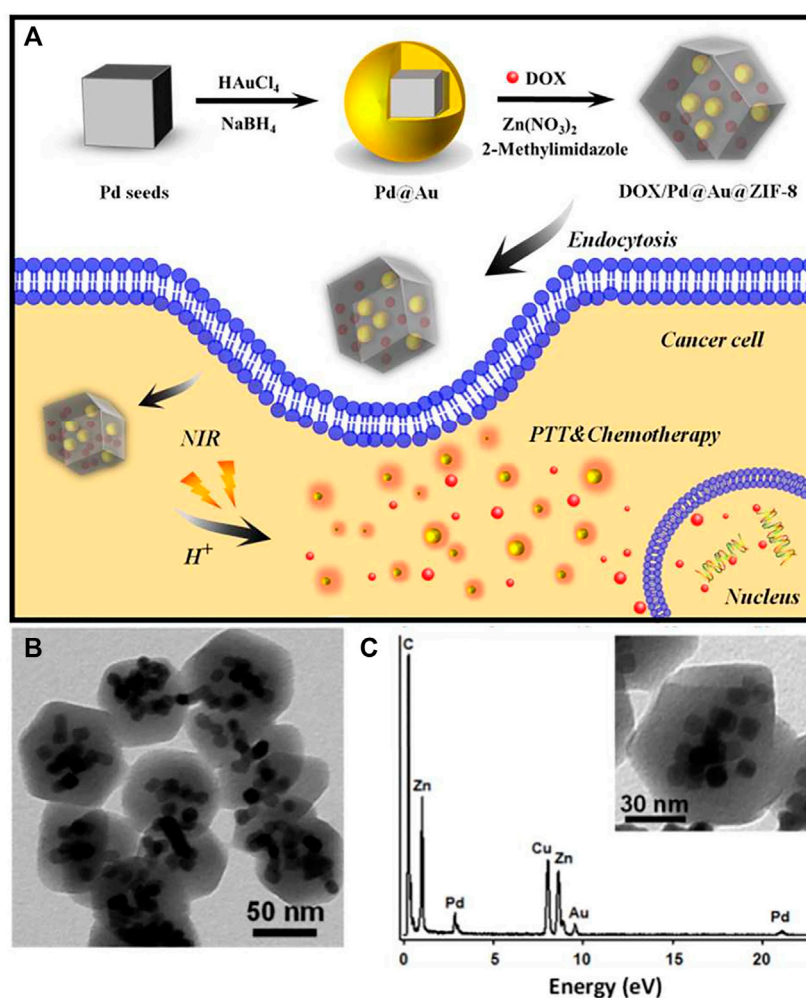 A
HAuCl4
NaBH4
DOX
Zn(NO3)2
2-Methylimidazole
Pd seeds
Pd@Au
DOX/Pd@Au@ZIF-8
Endocytosis
Cancer cell
NIR
PTT&Chemotherapy
H+
Nucleus
B
50 nm
C
C
Zn
Pd
Cu
Zn
Au
Pd
30 nm
0
5
10
15
20
Energy (eV)